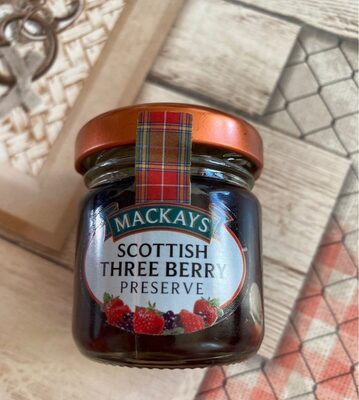 MACKAYS
SCOTTISH
THREE BERRY
PRESERVE